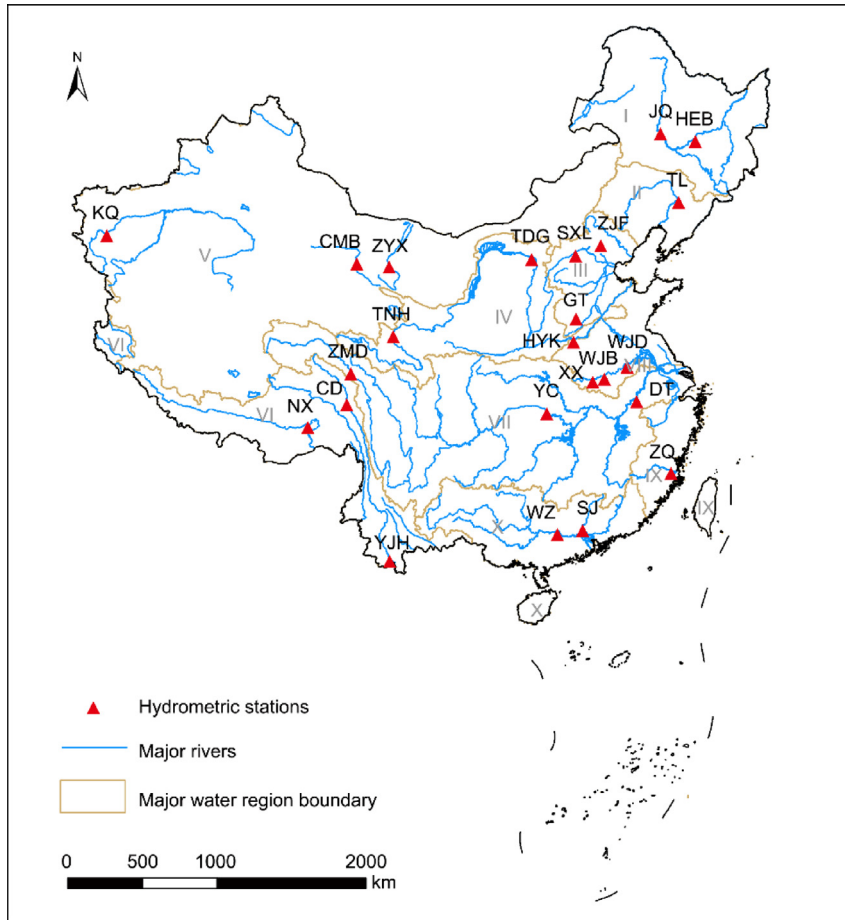 N
I
JQ
HEB
II
TL
KQ
V
CMB
ZYX
TDG
SXL
ZJF
III
TNH
IV
GT
HYK
VI
ZMD
WJD
WJB
VIII
XX
CD
YC
DT
NX
VI
VII
ZQ
IX
IX
X
WZ
SJ
YJH
X
Hydrometric stations
Major rivers
Major water region boundary
0 500 1000 2000
km